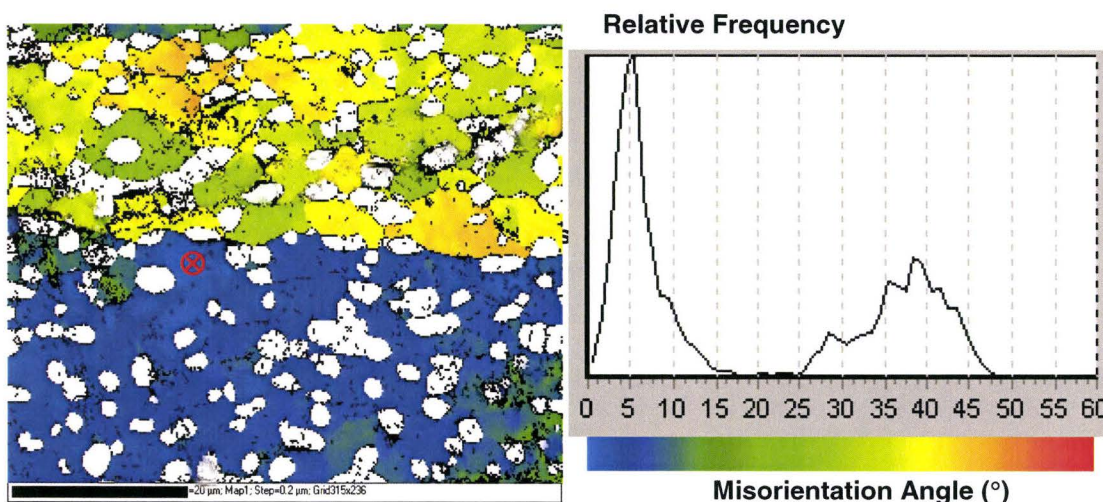 Relative Frequency
0 5 10 15 20 25 30 35 40 45 50 55 60
Misorientation Angle (°)
=20 µm; Map1; Step=0.2 µm; Grid315x236